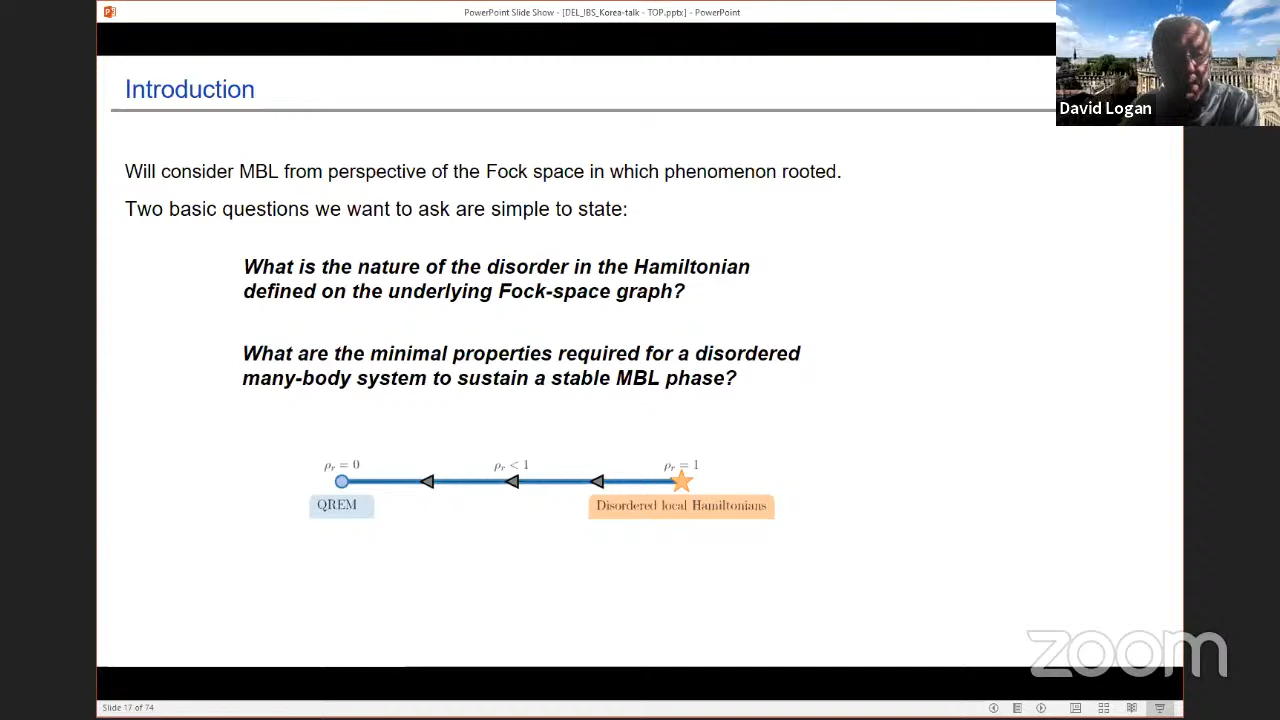 PowerPoint Slide Show - [DEL_IBS_Korea-talk - TOP.pptx] - PowerPoint
David Logan
Introduction
Will consider MBL from perspective of the Fock space in which phenomenon rooted.
Two basic questions we want to ask are simple to state:
What is the nature of the disorder in the Hamiltonian
defined on the underlying Fock-space graph?
What are the minimal properties required for a disordered
many-body system to sustain a stable MBL phase?
ρᵣ = 0 ρᵣ < 1 ρᵣ = 1
QREM Disordered local Hamiltonians
zoom
Slide 17 of 74